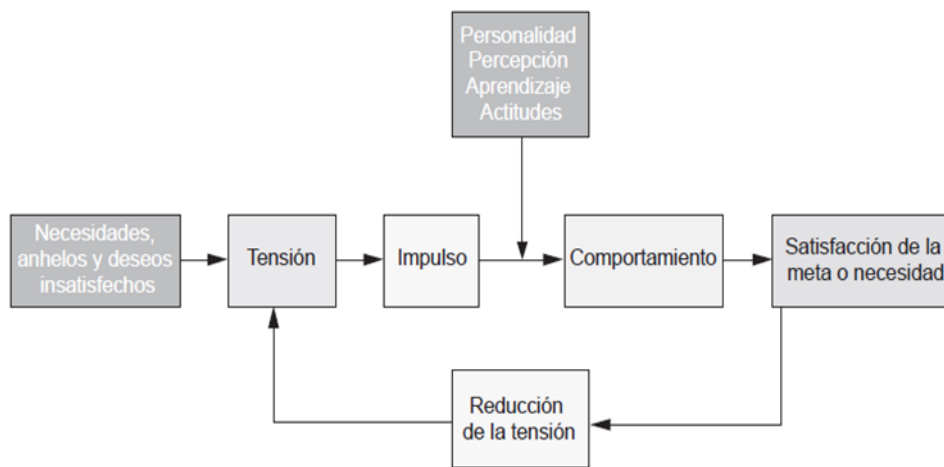 Personalidad
Percepción
Aprendizaje
Actitudes
Necesidades,
anhelos y deseos
insatisfechos
Tensión
Impulso
Comportamiento
Satisfacción de la
meta o necesidad
Reducción
de la tensión